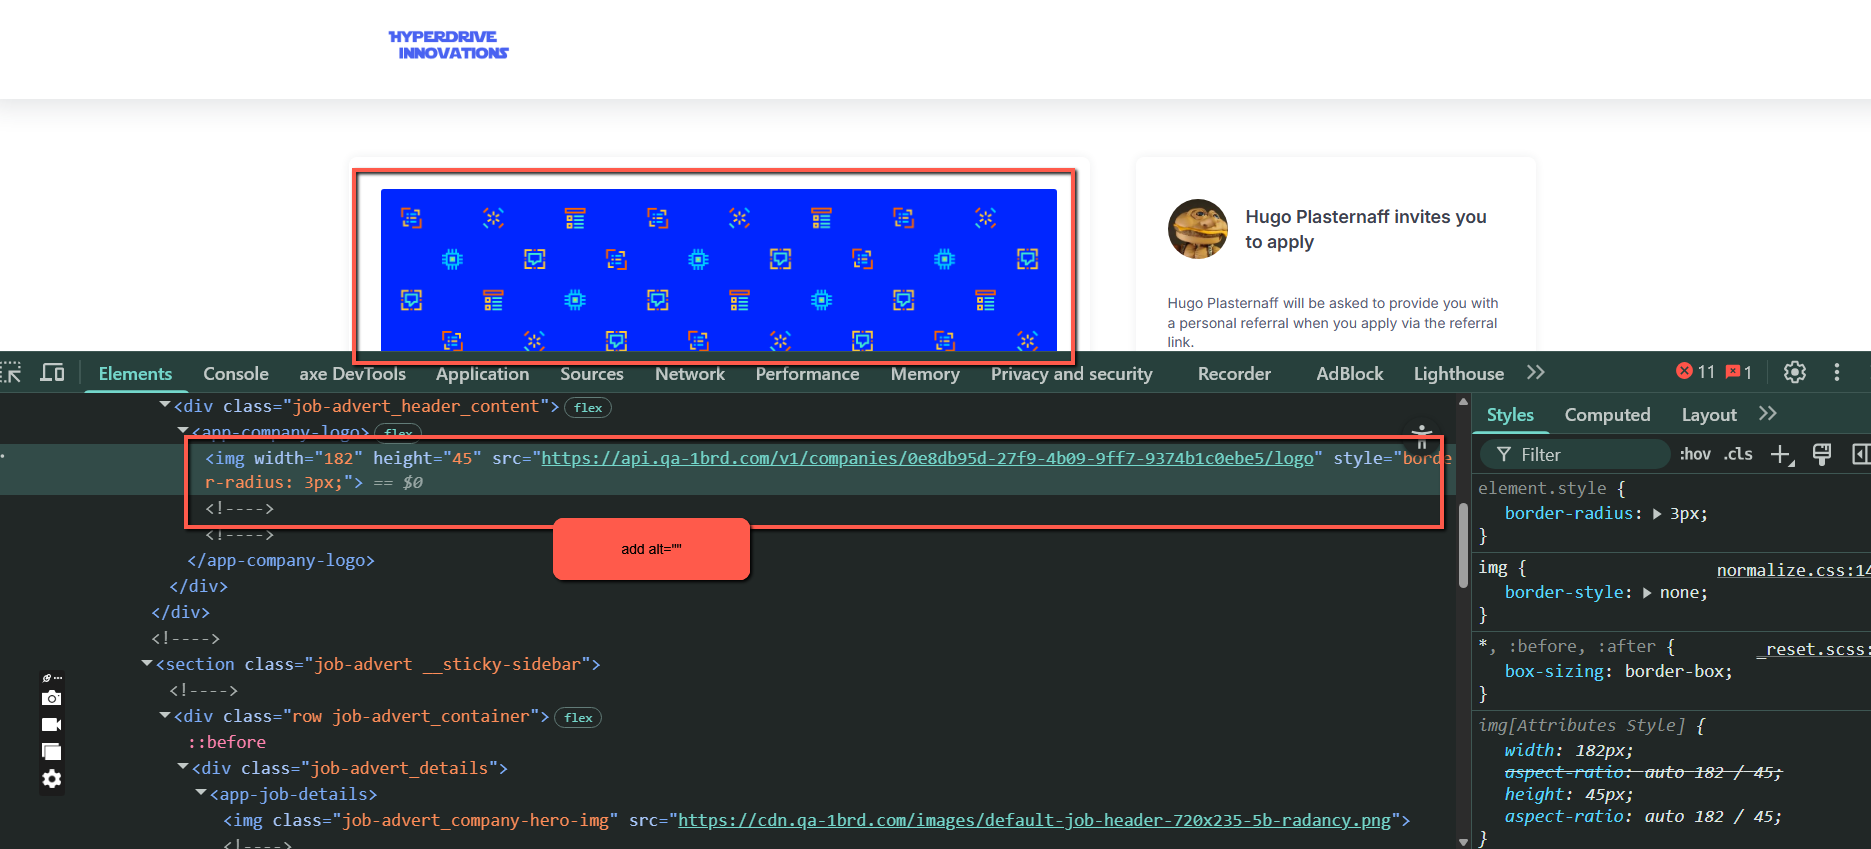 HYPERDRIVE
INNOVATIONS
Hugo Plasternaff invites you
to apply
Hugo Plasternaff will be asked to provide you with
a personal referral when you apply via the referral
link.
Elements Console axe DevTools Application Sources Network Performance Memory Privacy and security Recorder AdBlock Lighthouse 11 1
<div class="job-advert_header_content"> flex
<app-company-logo> flex
<img width="182" height="45" src="https://api.qa-1brd.com/v1/companies/0e8db95d-27f9-4b09-9ff7-9374b1c0ebe5/logo" style="borde
r-radius: 3px;"> == $0
<!---->
<!---->
add alt=""
</app-company-logo>
</div>
</div>
<!---->
<section class="job-advert __sticky-sidebar">
<!---->
<div class="row job-advert_container"> flex
::before
<div class="job-advert_details">
<app-job-details>
<img class="job-advert_company-hero-img" src="https://cdn.qa-1brd.com/images/default-job-header-720x235-5b-radancy.png">
<!---->
Styles Computed Layout
Filter :hov .cls
element.style {
border-radius: 3px;
}
img { normalize.css:14
border-style: none;
}
*, :before, :after { _reset.scss:
box-sizing: border-box;
}
img[Attributes Style] {
width: 182px;
aspect-ratio: auto 182 / 45;
height: 45px;
aspect-ratio: auto 182 / 45;
}